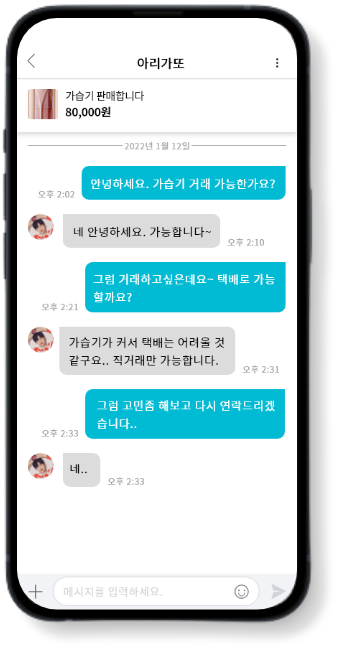 아리가또
가습기 판매합니다
80,000원
2022년 1월 12일
안녕하세요. 가습기 거래 가능한가요?
오후 2:02
네 안녕하세요. 가능합니다~
오후 2:10
그럼 거래하고싶은데요~ 택배로 가능
할까요?
오후 2:21
가습기가 커서 택배는 어려울 것
같구요.. 직거래만 가능합니다.
오후 2:31
그럼 고민좀 해보고 다시 연락드리겠
습니다..
오후 2:33
네..
오후 2:33
메시지를 입력하세요.